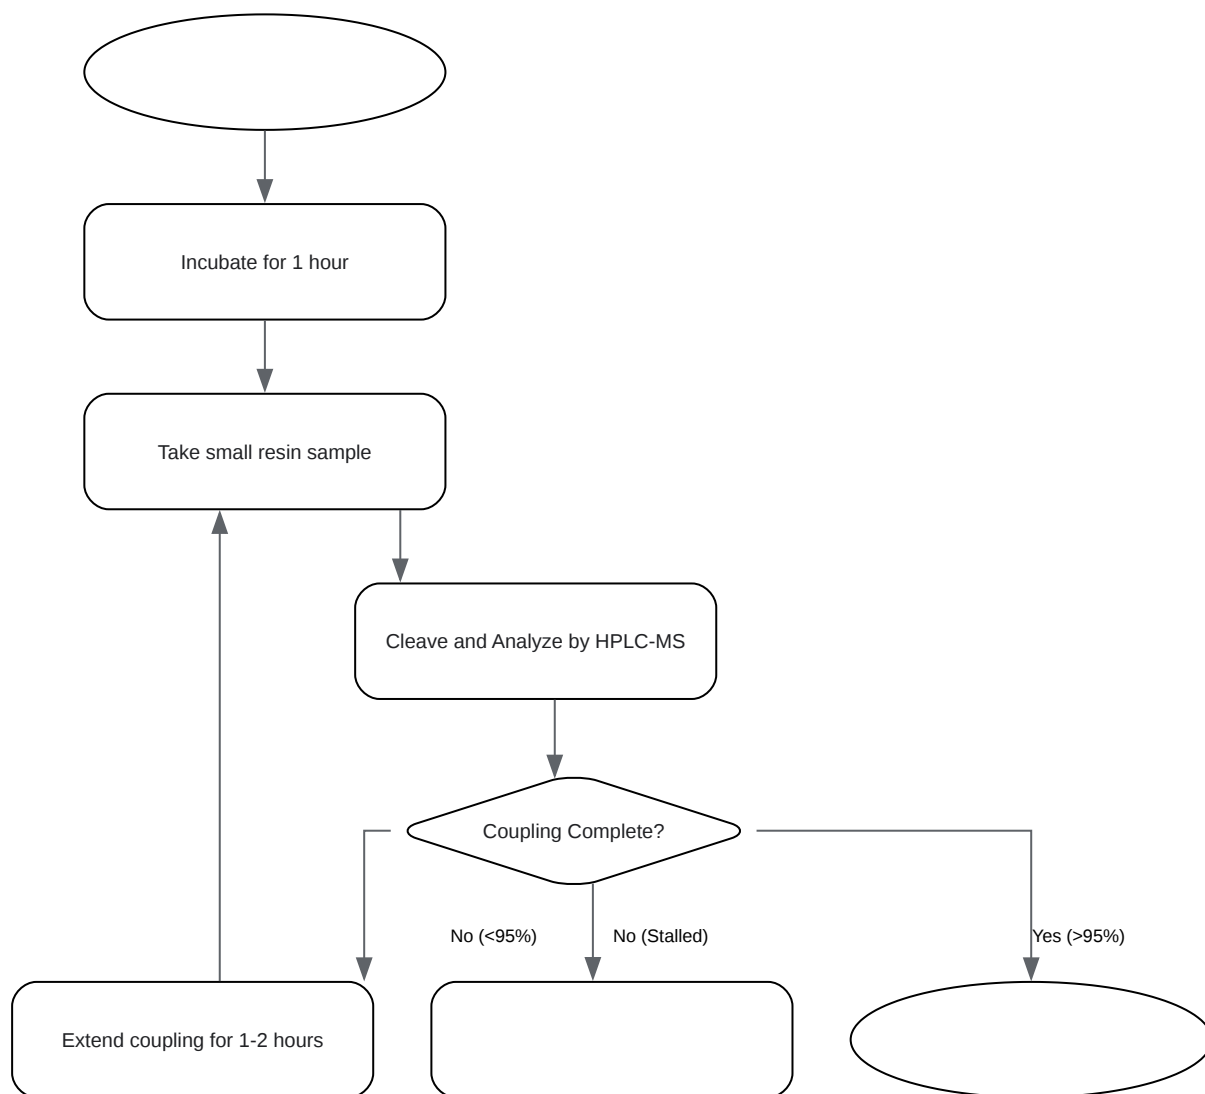 Incubate for 1 hour
Take small resin sample
Cleave and Analyze by HPLC-MS
Coupling Complete?
No (<95%)
No (Stalled)
Yes (>95%)
Extend coupling for 1-2 hours